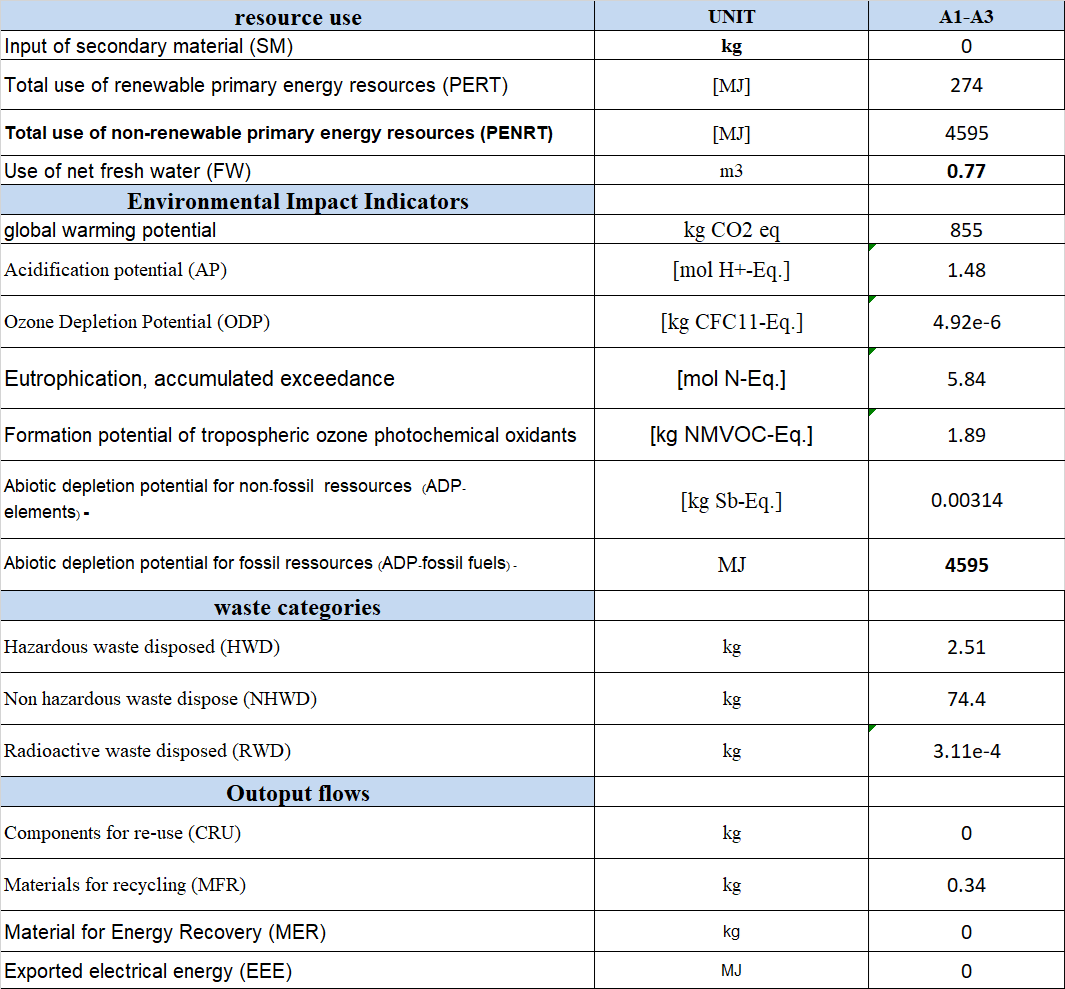 resource use UNIT A1-A3
Input of secondary material (SM) kg 0
Total use of renewable primary energy resources (PERT) [MJ] 274
Total use of non-renewable primary energy resources (PENRT) [MJ] 4595
Use of net fresh water (FW) m3 0.77
Environmental Impact Indicators
global warming potential kg CO2 eq 855
Acidification potential (AP) [mol H+-Eq.] 1.48
Ozone Depletion Potential (ODP) [kg CFC11-Eq.] 4.92e-6
Eutrophication, accumulated exceedance [mol N-Eq.] 5.84
Formation potential of tropospheric ozone photochemical oxidants [kg NMVOC-Eq.] 1.89
Abiotic depletion potential for non-fossil ressources (ADP-
elements) - [kg Sb-Eq.] 0.00314
Abiotic depletion potential for fossil ressources (ADP-fossil fuels) - MJ 4595
waste categories
Hazardous waste disposed (HWD) kg 2.51
Non hazardous waste dispose (NHWD) kg 74.4
Radioactive waste disposed (RWD) kg 3.11e-4
Outoput flows
Components for re-use (CRU) kg 0
Materials for recycling (MFR) kg 0.34
Material for Energy Recovery (MER) kg 0
Exported electrical energy (EEE) MJ 0